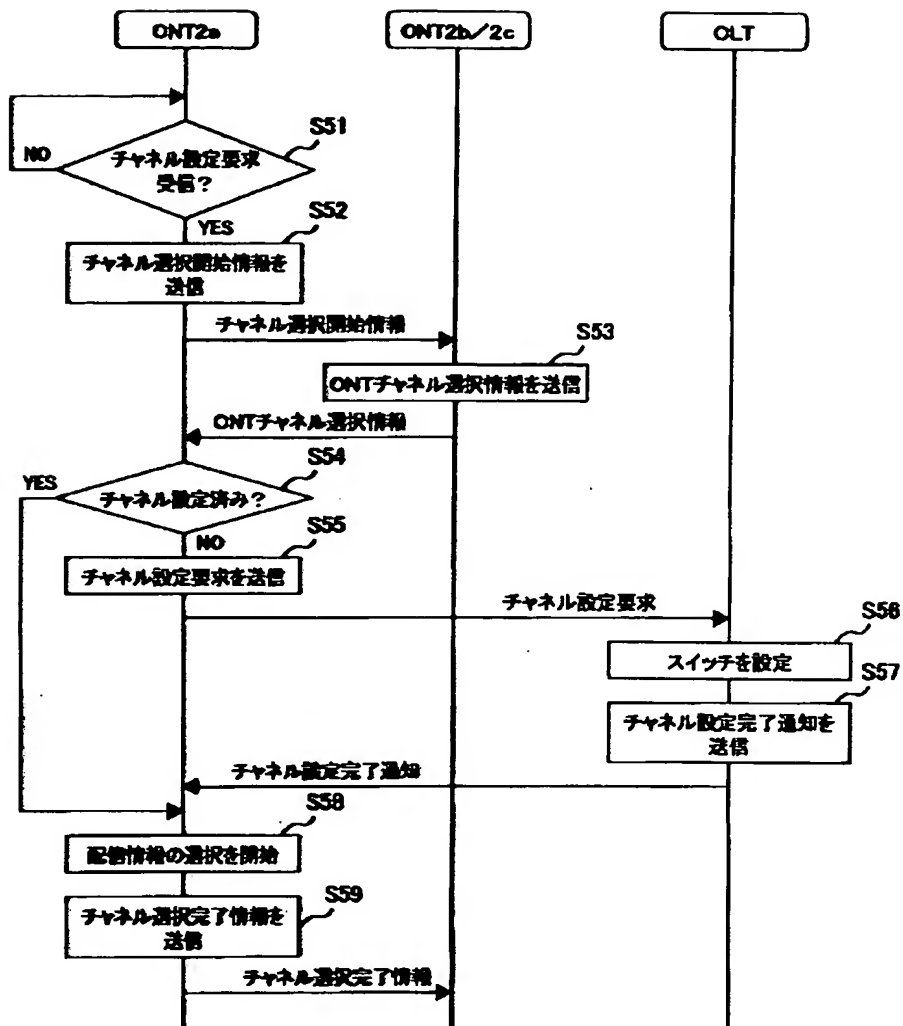 ONT2a
ONT2b/2c
OLT
S51
NO
チャネル設定要求
受信?
YES
S52
チャネル選択開始情報を
送信
チャネル選択開始情報
S53
ONTチャネル選択情報を送信
ONTチャネル選択情報
S54
YES
チャネル設定済み?
NO
S55
チャネル設定要求を送信
チャネル設定要求
S56
スイッチを設定
S57
チャネル設定完了通知を
送信
チャネル設定完了通知
S58
配信情報の選択を開始
S59
チャネル選択完了情報を
送信
チャネル選択完了情報